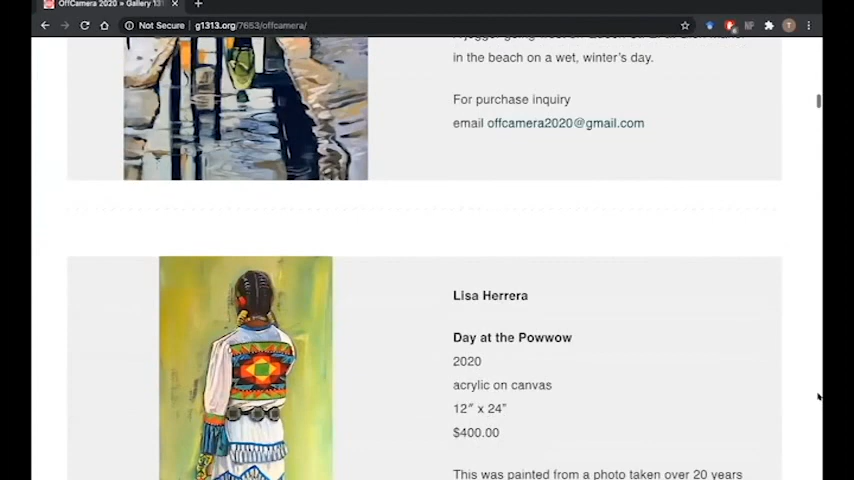 OffCamera 2020 » Gallery 131
Not Secure
g1313.org/7653/offcamera/
NF
T
in the beach on a wet, winter's day.
For purchase inquiry
email offcamera2020@gmail.com
Lisa Herrera
Day at the Powwow
2020
acrylic on canvas
12" x 24"
$400.00
This was painted from a photo taken over 20 years